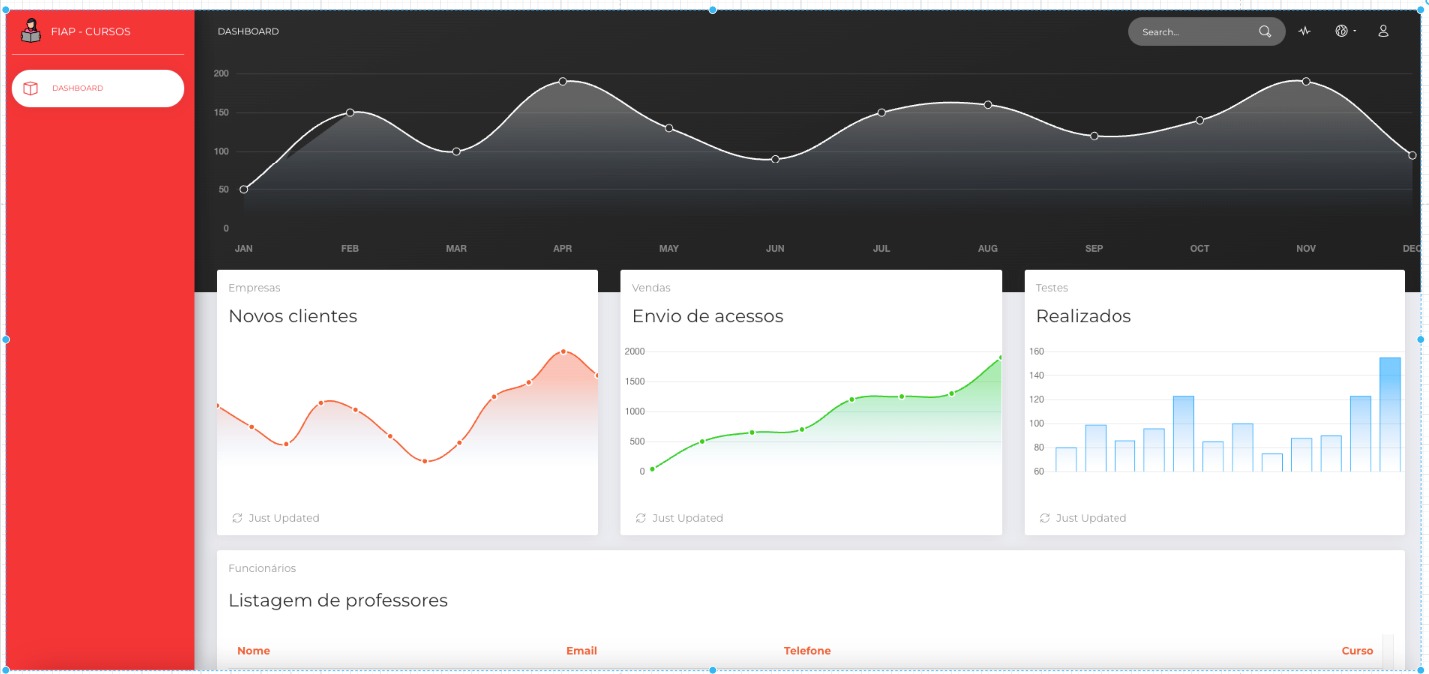 FIAP - CURSOS
DASHBOARD
DASHBOARD
Search...
200
150
100
50
0
JAN FEB MAR APR MAY JUN JUL AUG SEP OCT NOV DEC
Empresas
Novos clientes
Just Updated
Vendas
Envio de acessos
2000
1500
1000
500
0
Just Updated
Testes
Realizados
160
140
120
100
80
60
Just Updated
Funcionários
Listagem de professores
Nome Email Telefone Curso